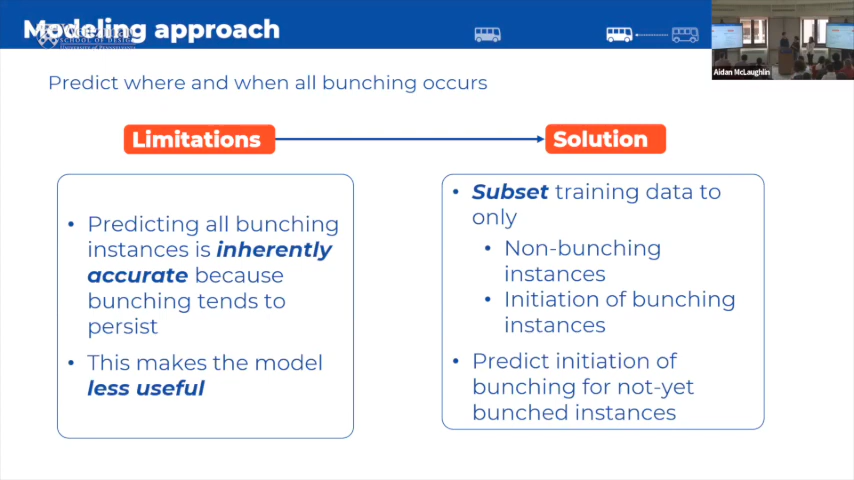 Modeling approach
Predict where and when all bunching occurs
Limitations
Solution
• Predicting all bunching
instances is inherently
accurate because
bunching tends to
persist
• This makes the model
less useful
• Subset training data to
only
• Non-bunching
instances
• Initiation of bunching
instances
• Predict initiation of
bunching for not-yet
bunched instances
Aidan McLaughlin